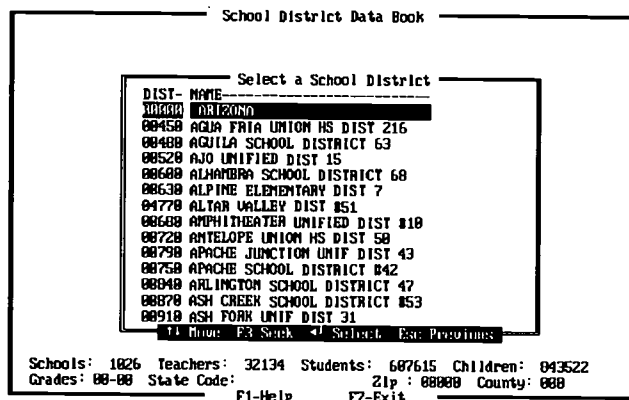 School District Data Book
Select a School District
DIST- NAME
00000 ARIZONA
00450 AGUA FRIA UNION HS DIST 216
00480 AGUILA SCHOOL DISTRICT 63
00520 AJO UNIFIED DIST 15
00600 ALHAMBRA SCHOOL DISTRICT 68
00630 ALPINE ELEMENTARY DIST 7
04770 ALTAR VALLEY DIST #51
00680 AMPHITHEATER UNIFIED DIST #10
00720 ANTELOPE UNION HS DIST 50
00790 APACHE JUNCTION UNIF DIST 43
00750 APACHE SCHOOL DISTRICT #42
00840 ARLINGTON SCHOOL DISTRICT 47
00870 ASH CREEK SCHOOL DISTRICT #53
00910 ASH FORK UNIF DIST 31
↑↓ Move F3 Seek ◄┘ Select Esc Previous
Schools: 1026 Teachers: 32134 Students: 607615 Children: 843522
Grades: 00-00 State Code: Zip : 00000 County: 000
F1-Help F7-Exit